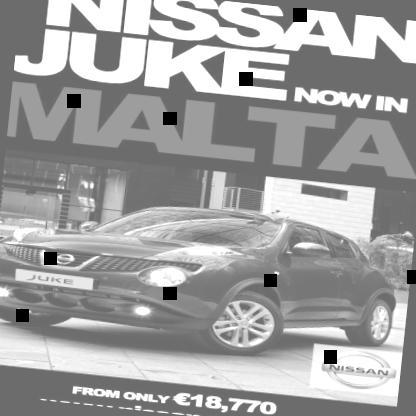 NISSAN
JUKE NOW IN
MALTA
JUKE
NISSAN
FROM ONLY €18,770